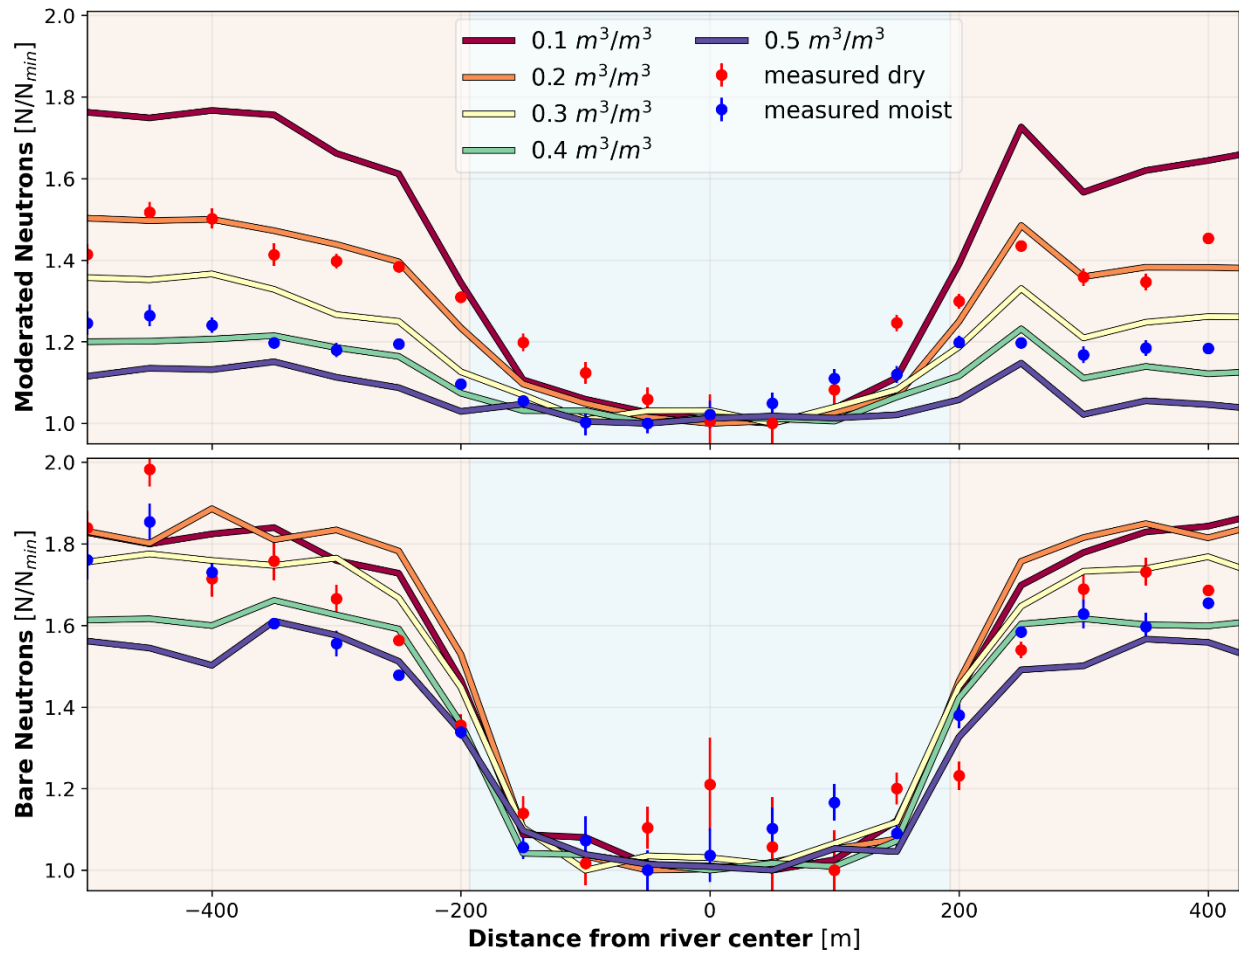 2.0
1.8
1.6
1.4
1.2
1.0
Moderated Neutrons [N/N_min]
0.1 m³/m³
0.2 m³/m³
0.3 m³/m³
0.4 m³/m³
0.5 m³/m³
measured dry
measured moist
2.0
1.8
1.6
1.4
1.2
1.0
Bare Neutrons [N/N_min]
−400
−200
0
200
400
Distance from river center [m]